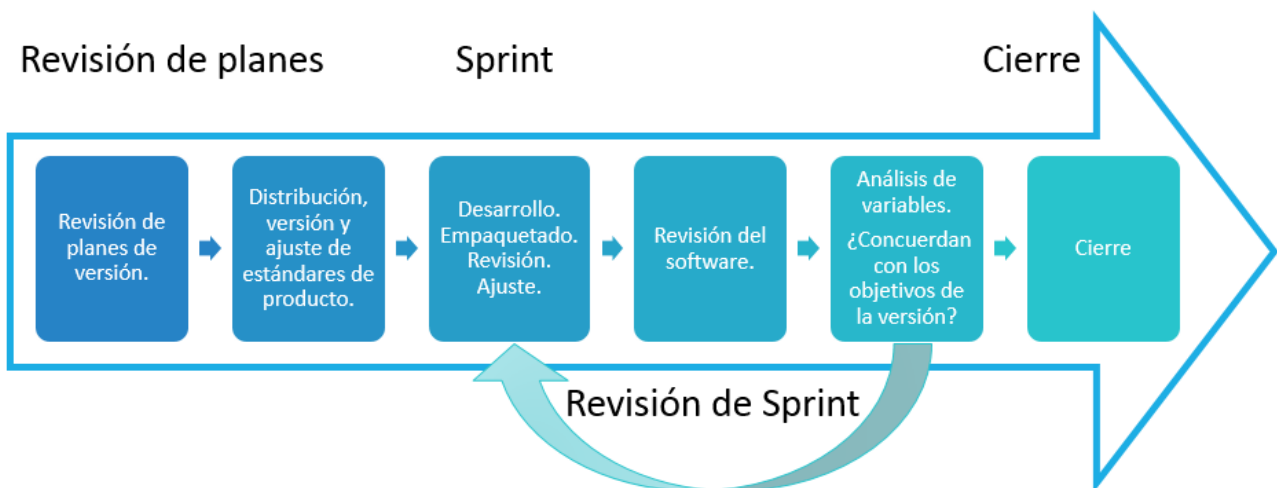 Revisión de planes
Sprint
Cierre
Revisión de
planes de
versión.
Distribución,
versión y
ajuste de
estándares de
producto.
Desarrollo.
Empaquetado.
Revisión.
Ajuste.
Revisión del
software.
Análisis de
variables.
¿Concuerdan
con los
objetivos de
la versión?
Cierre
Revisión de Sprint